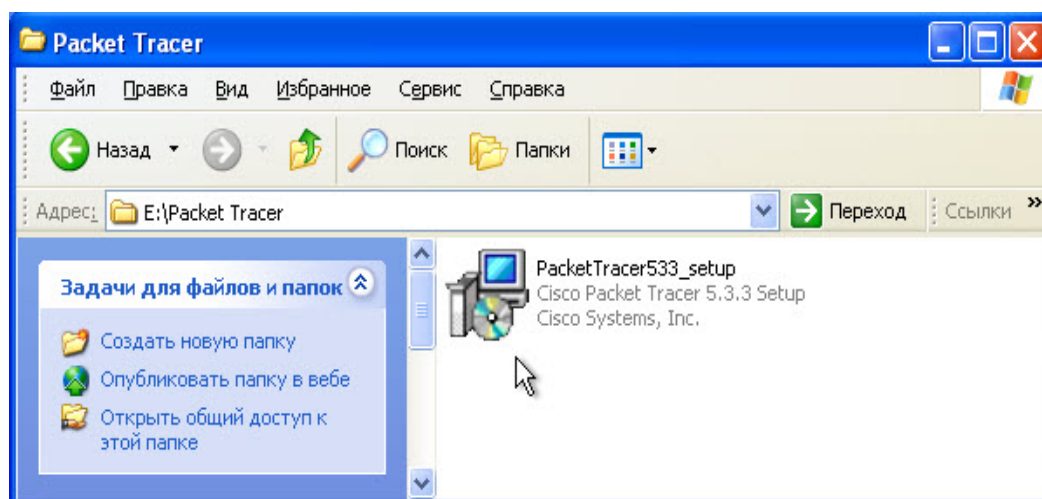 Packet Tracer
Файл Правка Вид Избранное Сервис Справка
Назад Поиск Папки
Адрес: E:\Packet Tracer Переход Ссылки »
Задачи для файлов и папок
Создать новую папку
Опубликовать папку в вебе
Открыть общий доступ к
этой папке
PacketTracer533_setup
Cisco Packet Tracer 5.3.3 Setup
Cisco Systems, Inc.